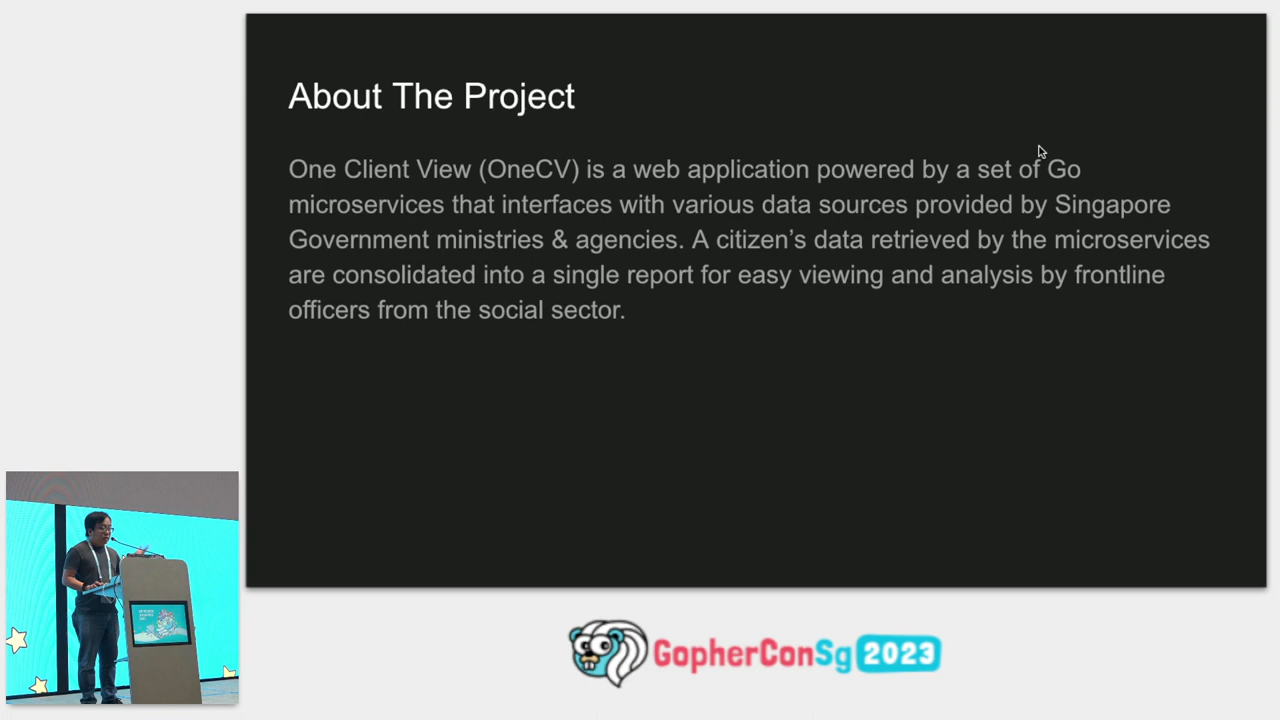 About The Project
One Client View (OneCV) is a web application powered by a set of Go
microservices that interfaces with various data sources provided by Singapore
Government ministries & agencies. A citizen’s data retrieved by the microservices
are consolidated into a single report for easy viewing and analysis by frontline
officers from the social sector.
GopherConSg 2023